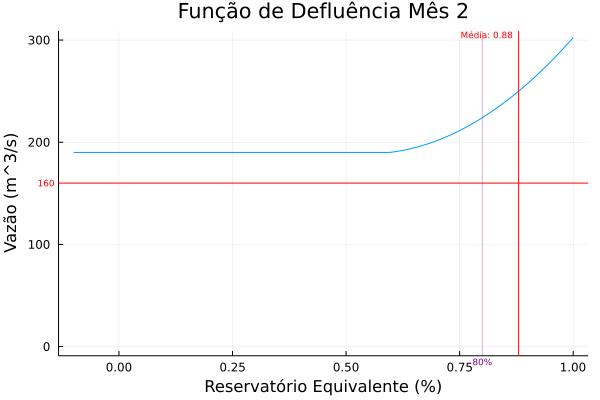 Função de Defluência Mês 2
Média: 0.88
300
200
160
100
0
Vazão (m^3/s)
0.00
0.25
0.50
0.75
80%
1.00
Reservatório Equivalente (%)